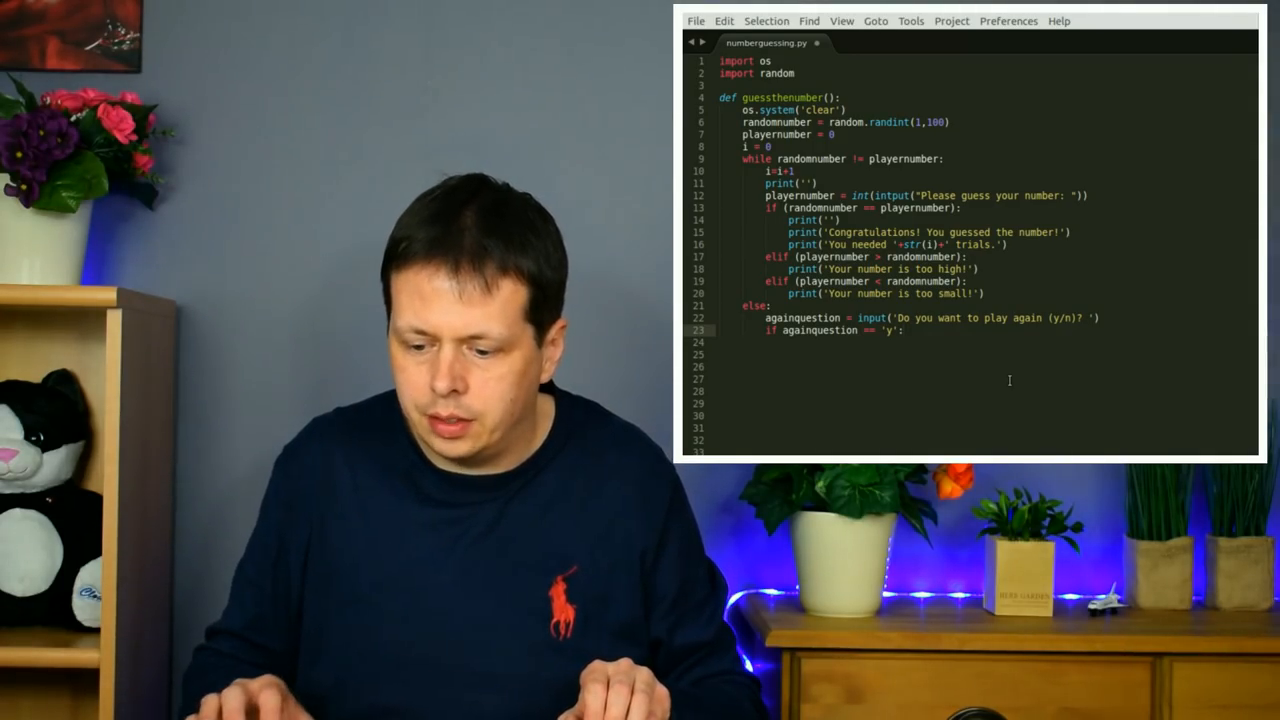 File Edit Selection Find View Goto Tools Project Preferences Help
numberguessing.py
1 import os
2 import random
3
4 def guessthenumber():
5 os.system('clear')
6 randomnumber = random.randint(1,100)
7 playernumber = 0
8 i = 0
9 while randomnumber != playernumber:
10 i=i+1
11 print('')
12 playernumber = int(intput("Please guess your number: "))
13 if (randomnumber == playernumber):
14 print('')
15 print('Congratulations! You guessed the number!')
16 print('You needed '+str(i)+' trials.')
17 elif (playernumber > randomnumber):
18 print('Your number is too high!')
19 elif (playernumber < randomnumber):
20 print('Your number is too small!')
21 else:
22 againquestion = input('Do you want to play again (y/n)? ')
23 if againquestion == 'y':
24
25
26
27
28
29
30
31
32
33
HERB GARDEN